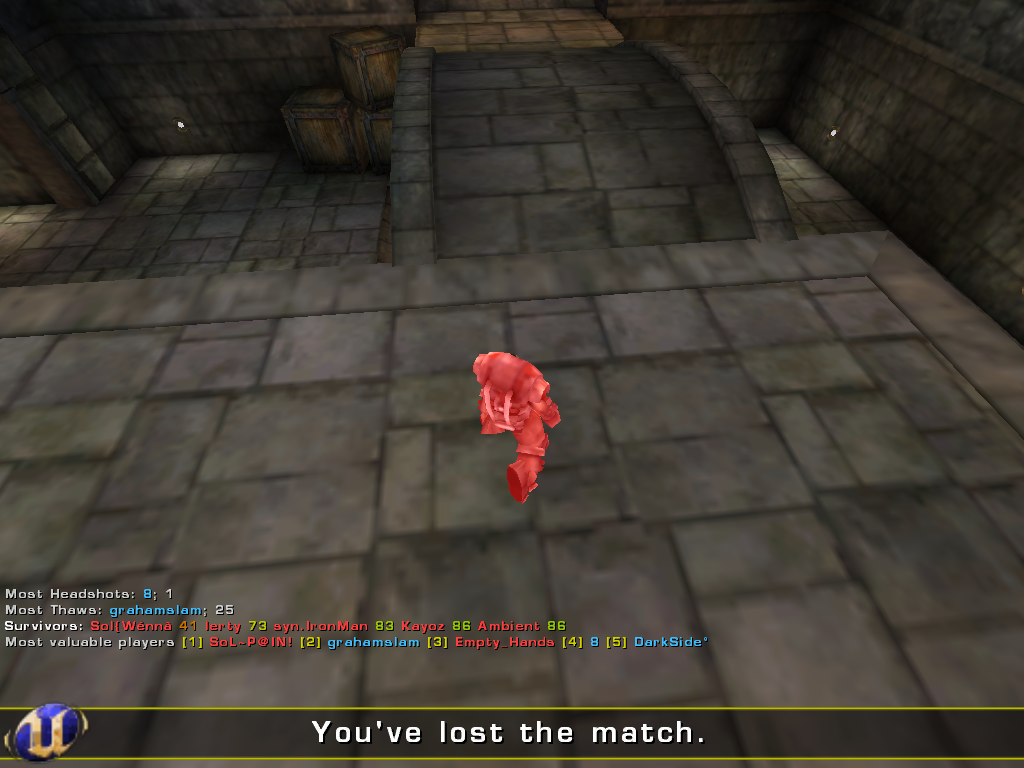 Most Headshots: 8; 1
Most Thaws: grahamslam; 25
Survivors: Sol{Wénnâ 41 lerty 73 syn.IronMan 83 Kayoz 86 Ambient 86
Most valuable players [1] SoL-P@IN! [2] grahamslam [3] Empty_Hands [4] 8 [5] DarkSide°
You've lost the match.